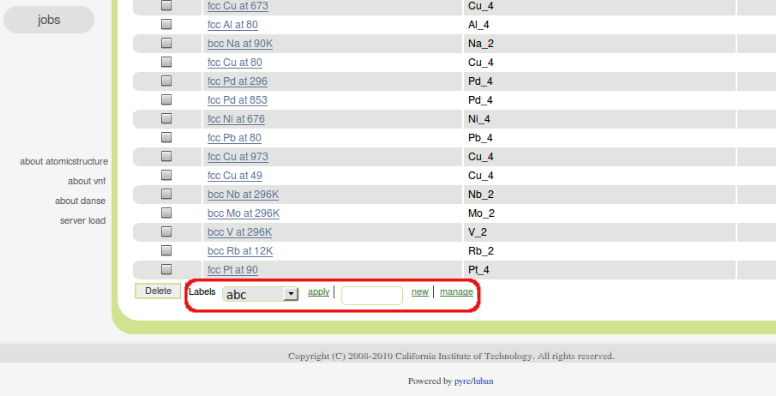 jobs
fcc Cu at 673 Cu_4
fcc Al at 80 Al_4
bcc Na at 90K Na_2
fcc Cu at 80 Cu_4
fcc Pd at 296 Pd_4
fcc Pd at 853 Pd_4
fcc Ni at 676 Ni_4
fcc Pb at 80 Pb_4
about atomicstructure
fcc Cu at 973 Cu_4
fcc Cu at 49 Cu_4
about vnf
bcc Nb at 296K Nb_2
about danse
bcc Mo at 296K Mo_2
server load
bcc V at 296K V_2
bcc Rb at 12K Rb_2
fcc Pt at 90 Pt_4
Delete Labels abc apply | new | manage
Copyright (C) 2008-2010 California Institute of Technology. All rights reserved.
Powered by pyre/luban